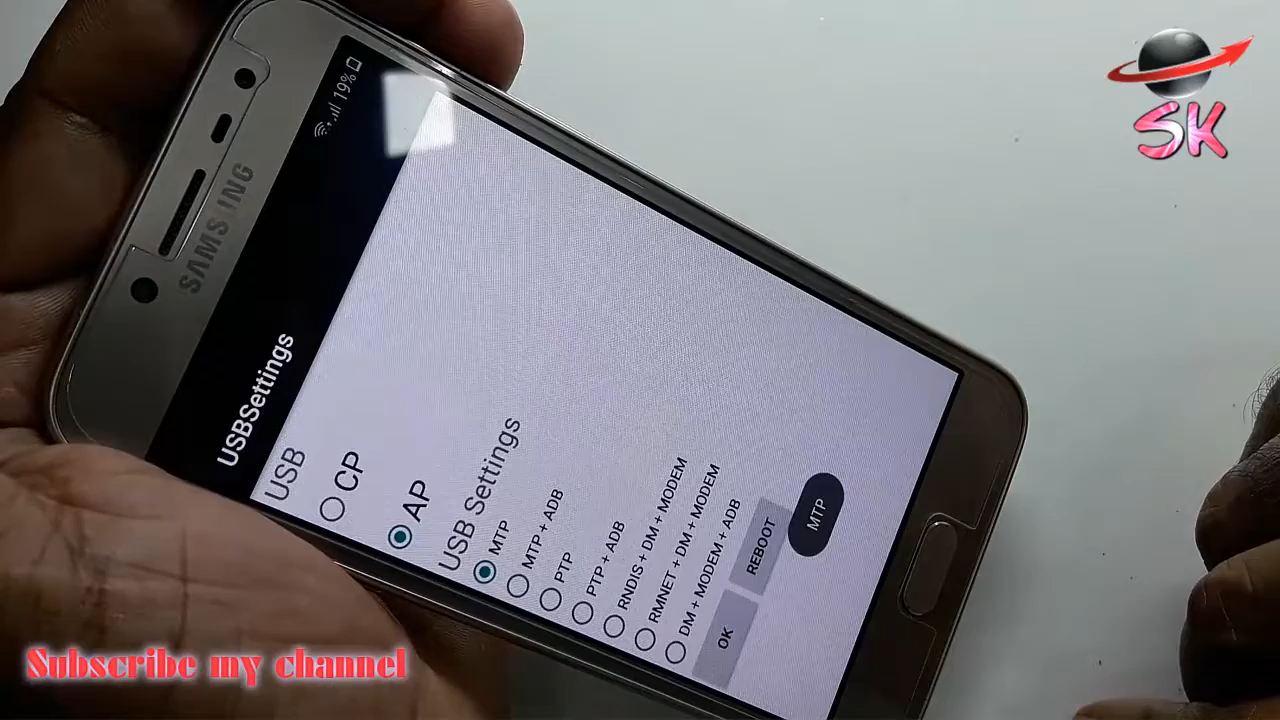 SK
SAMSUNG
19%
USBSettings
USB
CP
AP
USB Settings
MTP
MTP + ADB
PTP
PTP + ADB
RNDIS + DM + MODEM
RMNET + DM + MODEM
DM + MODEM + ADB
OK
REBOOT
MTP
Subscribe my channel